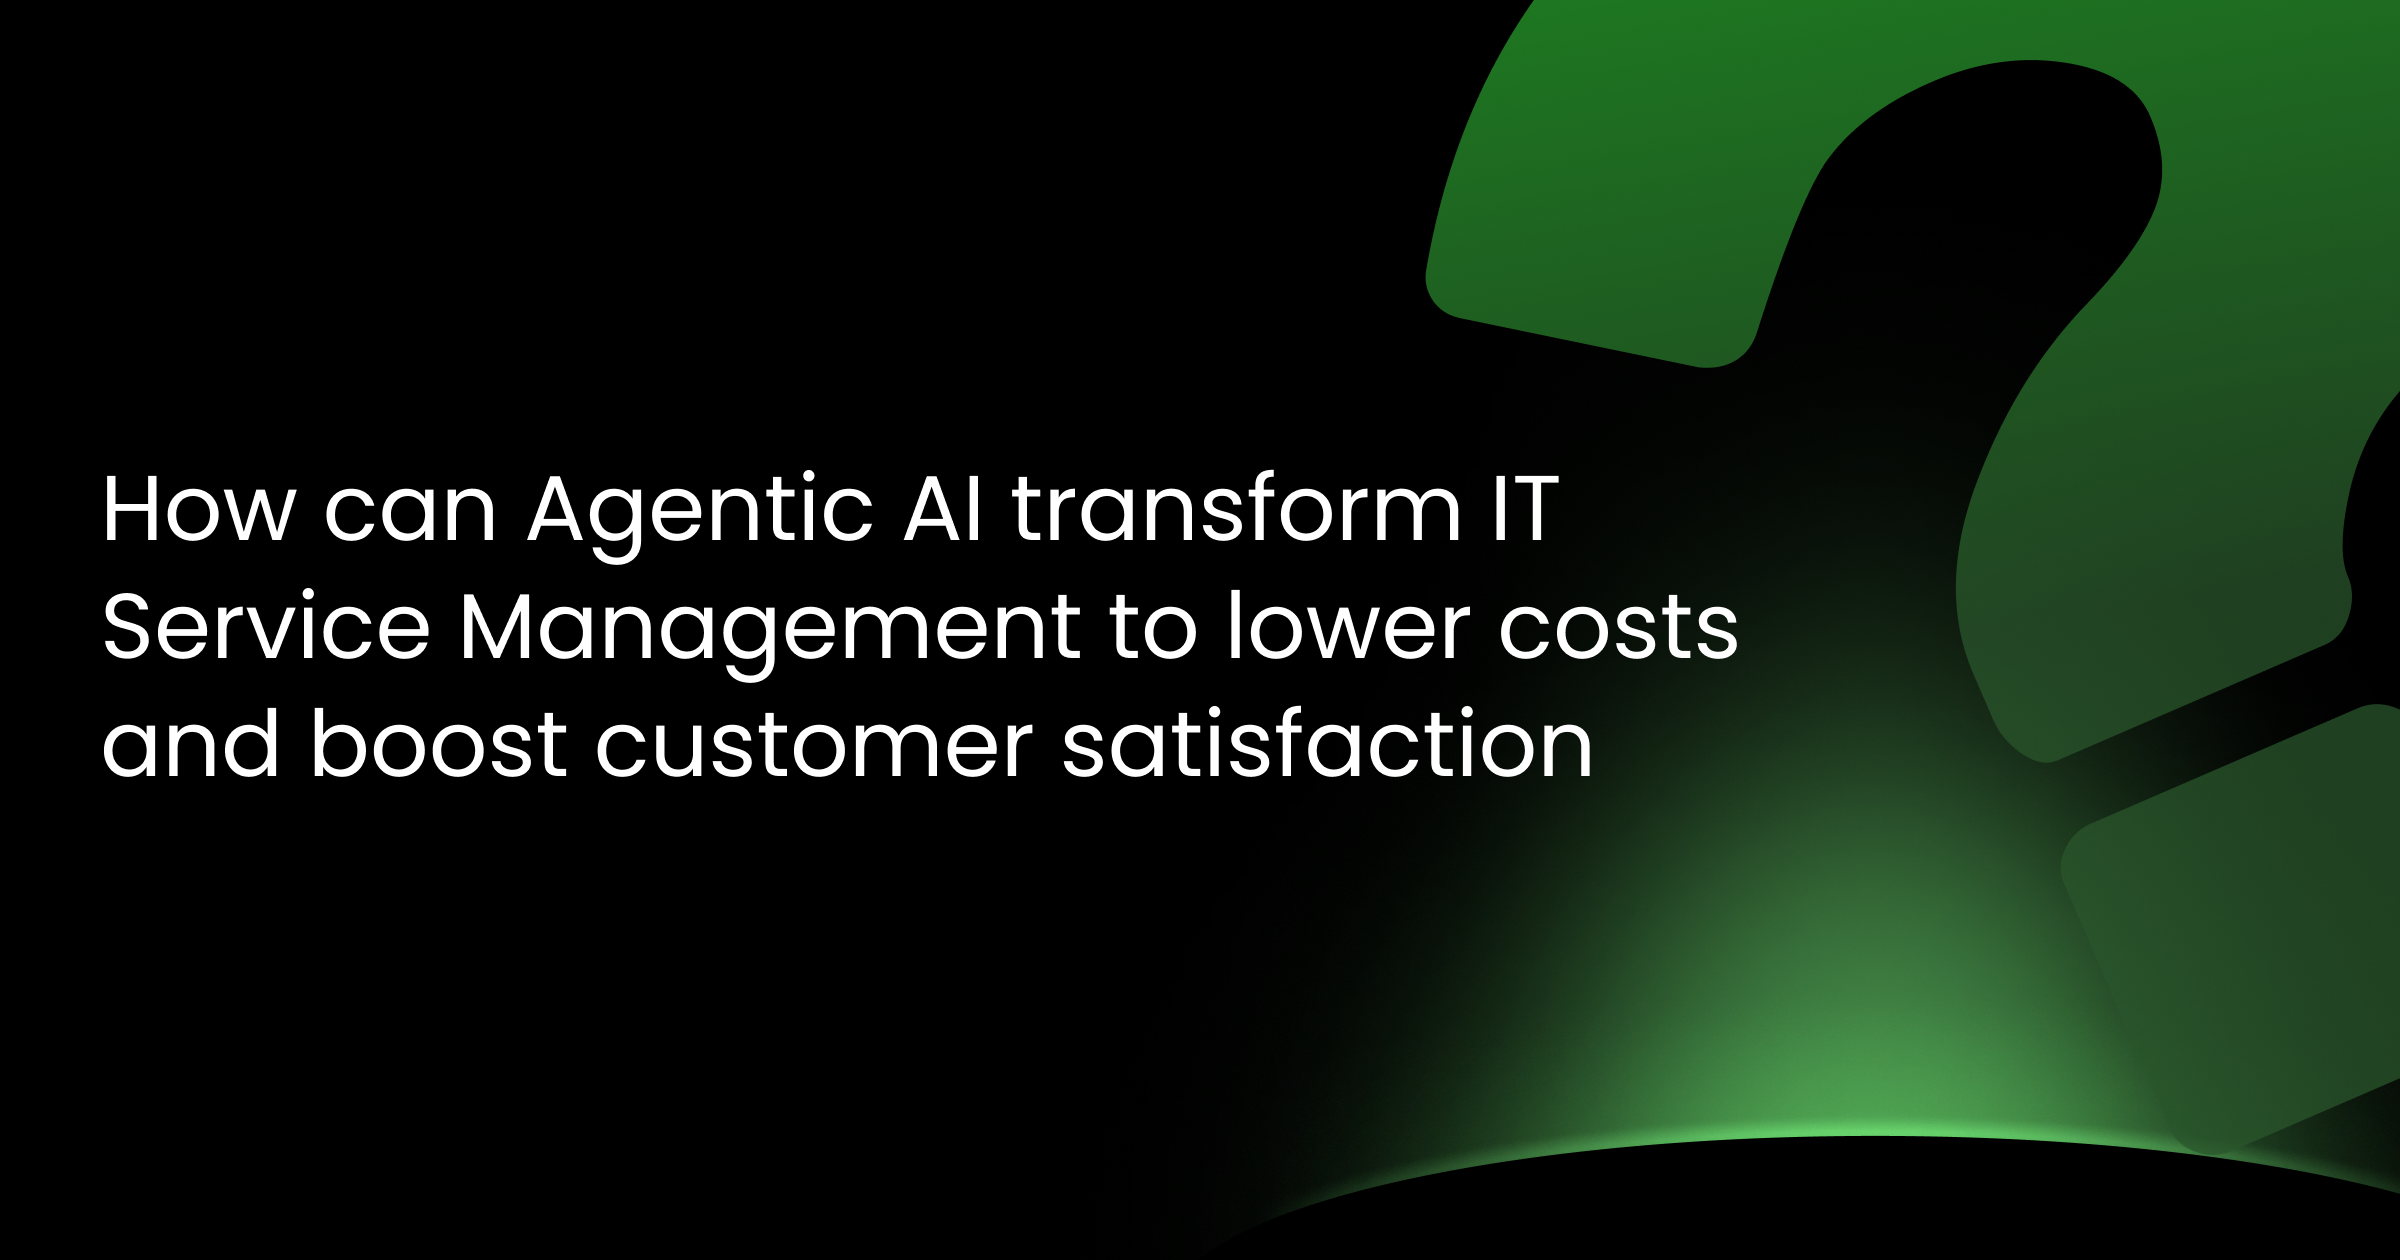 How can Agentic AI transform IT
Service Management to lower costs
and boost customer satisfaction